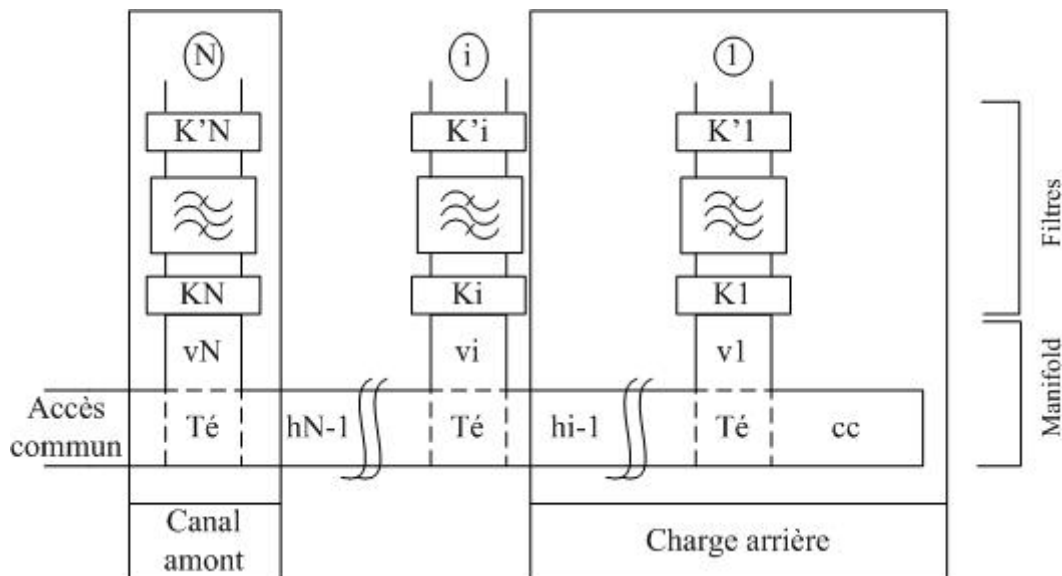 N
i
1
K'N
K'i
K'1
Filtres
KN
Ki
K1
vN
vi
v1
Manifold
Accès
commun
Té
hN-1
Té
hi-1
Té
cc
Canal
amont
Charge arrière